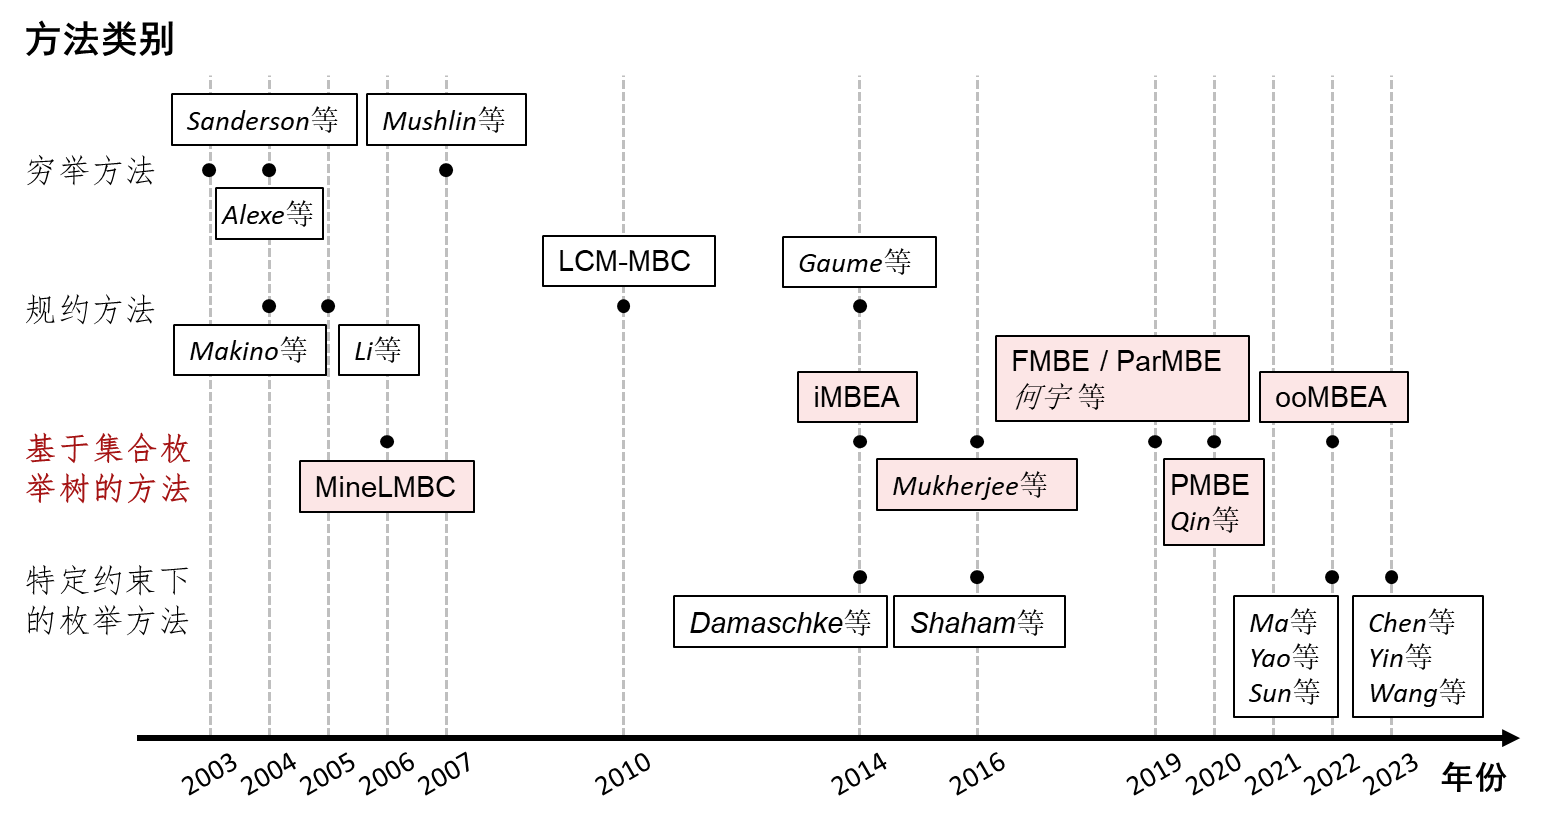 方法类别
Sanderson等
Mushlin等
穷举方法
Alexe等
LCM-MBC
Gaume等
规约方法
Makino等
Li等
FMBE / ParMBE
何宇 等
iMBEA
ooMBEA
基于集合枚
举树的方法
MineLMBC
Mukherjee等
PMBE
Qin等
特定约束下
的枚举方法
Damaschke等
Shaham等
Ma等
Yao等
Sun等
Chen等
Yin等
Wang等
2003
2004
2005
2006
2007
2010
2014
2016
2019
2020
2021
2022
2023
年份